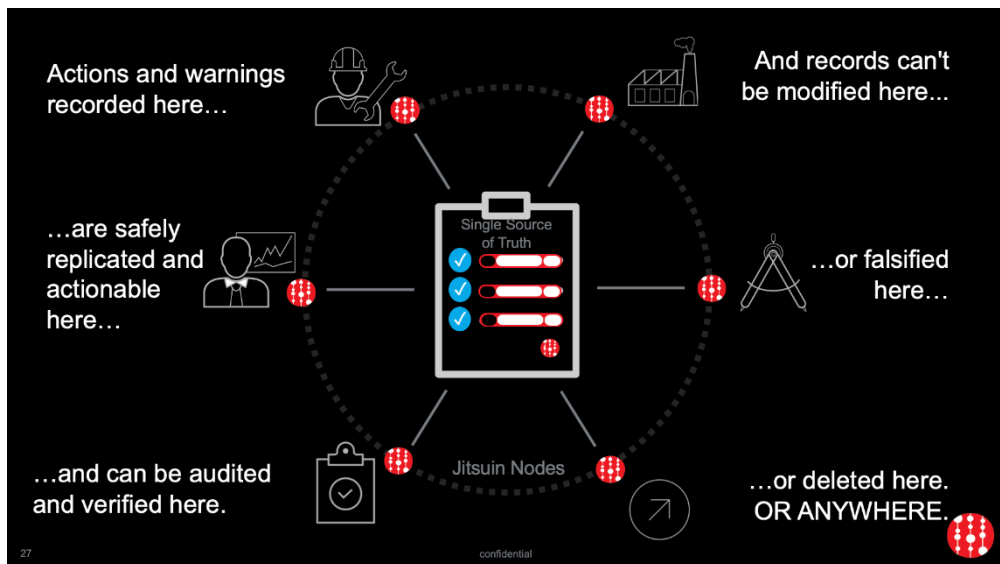 Actions and warnings
recorded here…
And records can't
be modified here...
Single Source
of Truth
…are safely
replicated and
actionable
here…
…or falsified
here…
…and can be audited
and verified here.
Jitsuin Nodes
…or deleted here.
OR ANYWHERE.
27
confidential